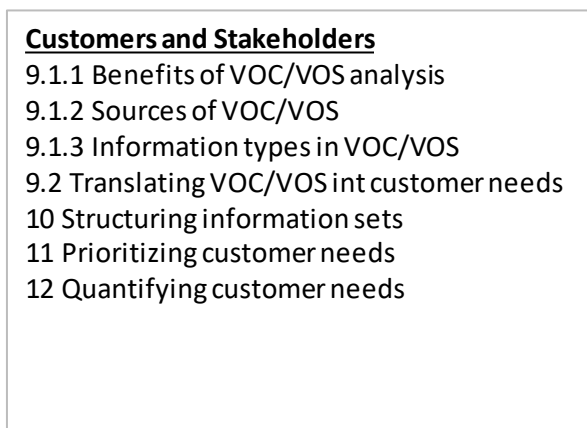 Customers and Stakeholders
9.1.1 Benefits of VOC/VOS analysis
9.1.2 Sources of VOC/VOS
9.1.3 Information types in VOC/VOS
9.2 Translating VOC/VOS int customer needs
10 Structuring information sets
11 Prioritizing customer needs
12 Quantifying customer needs